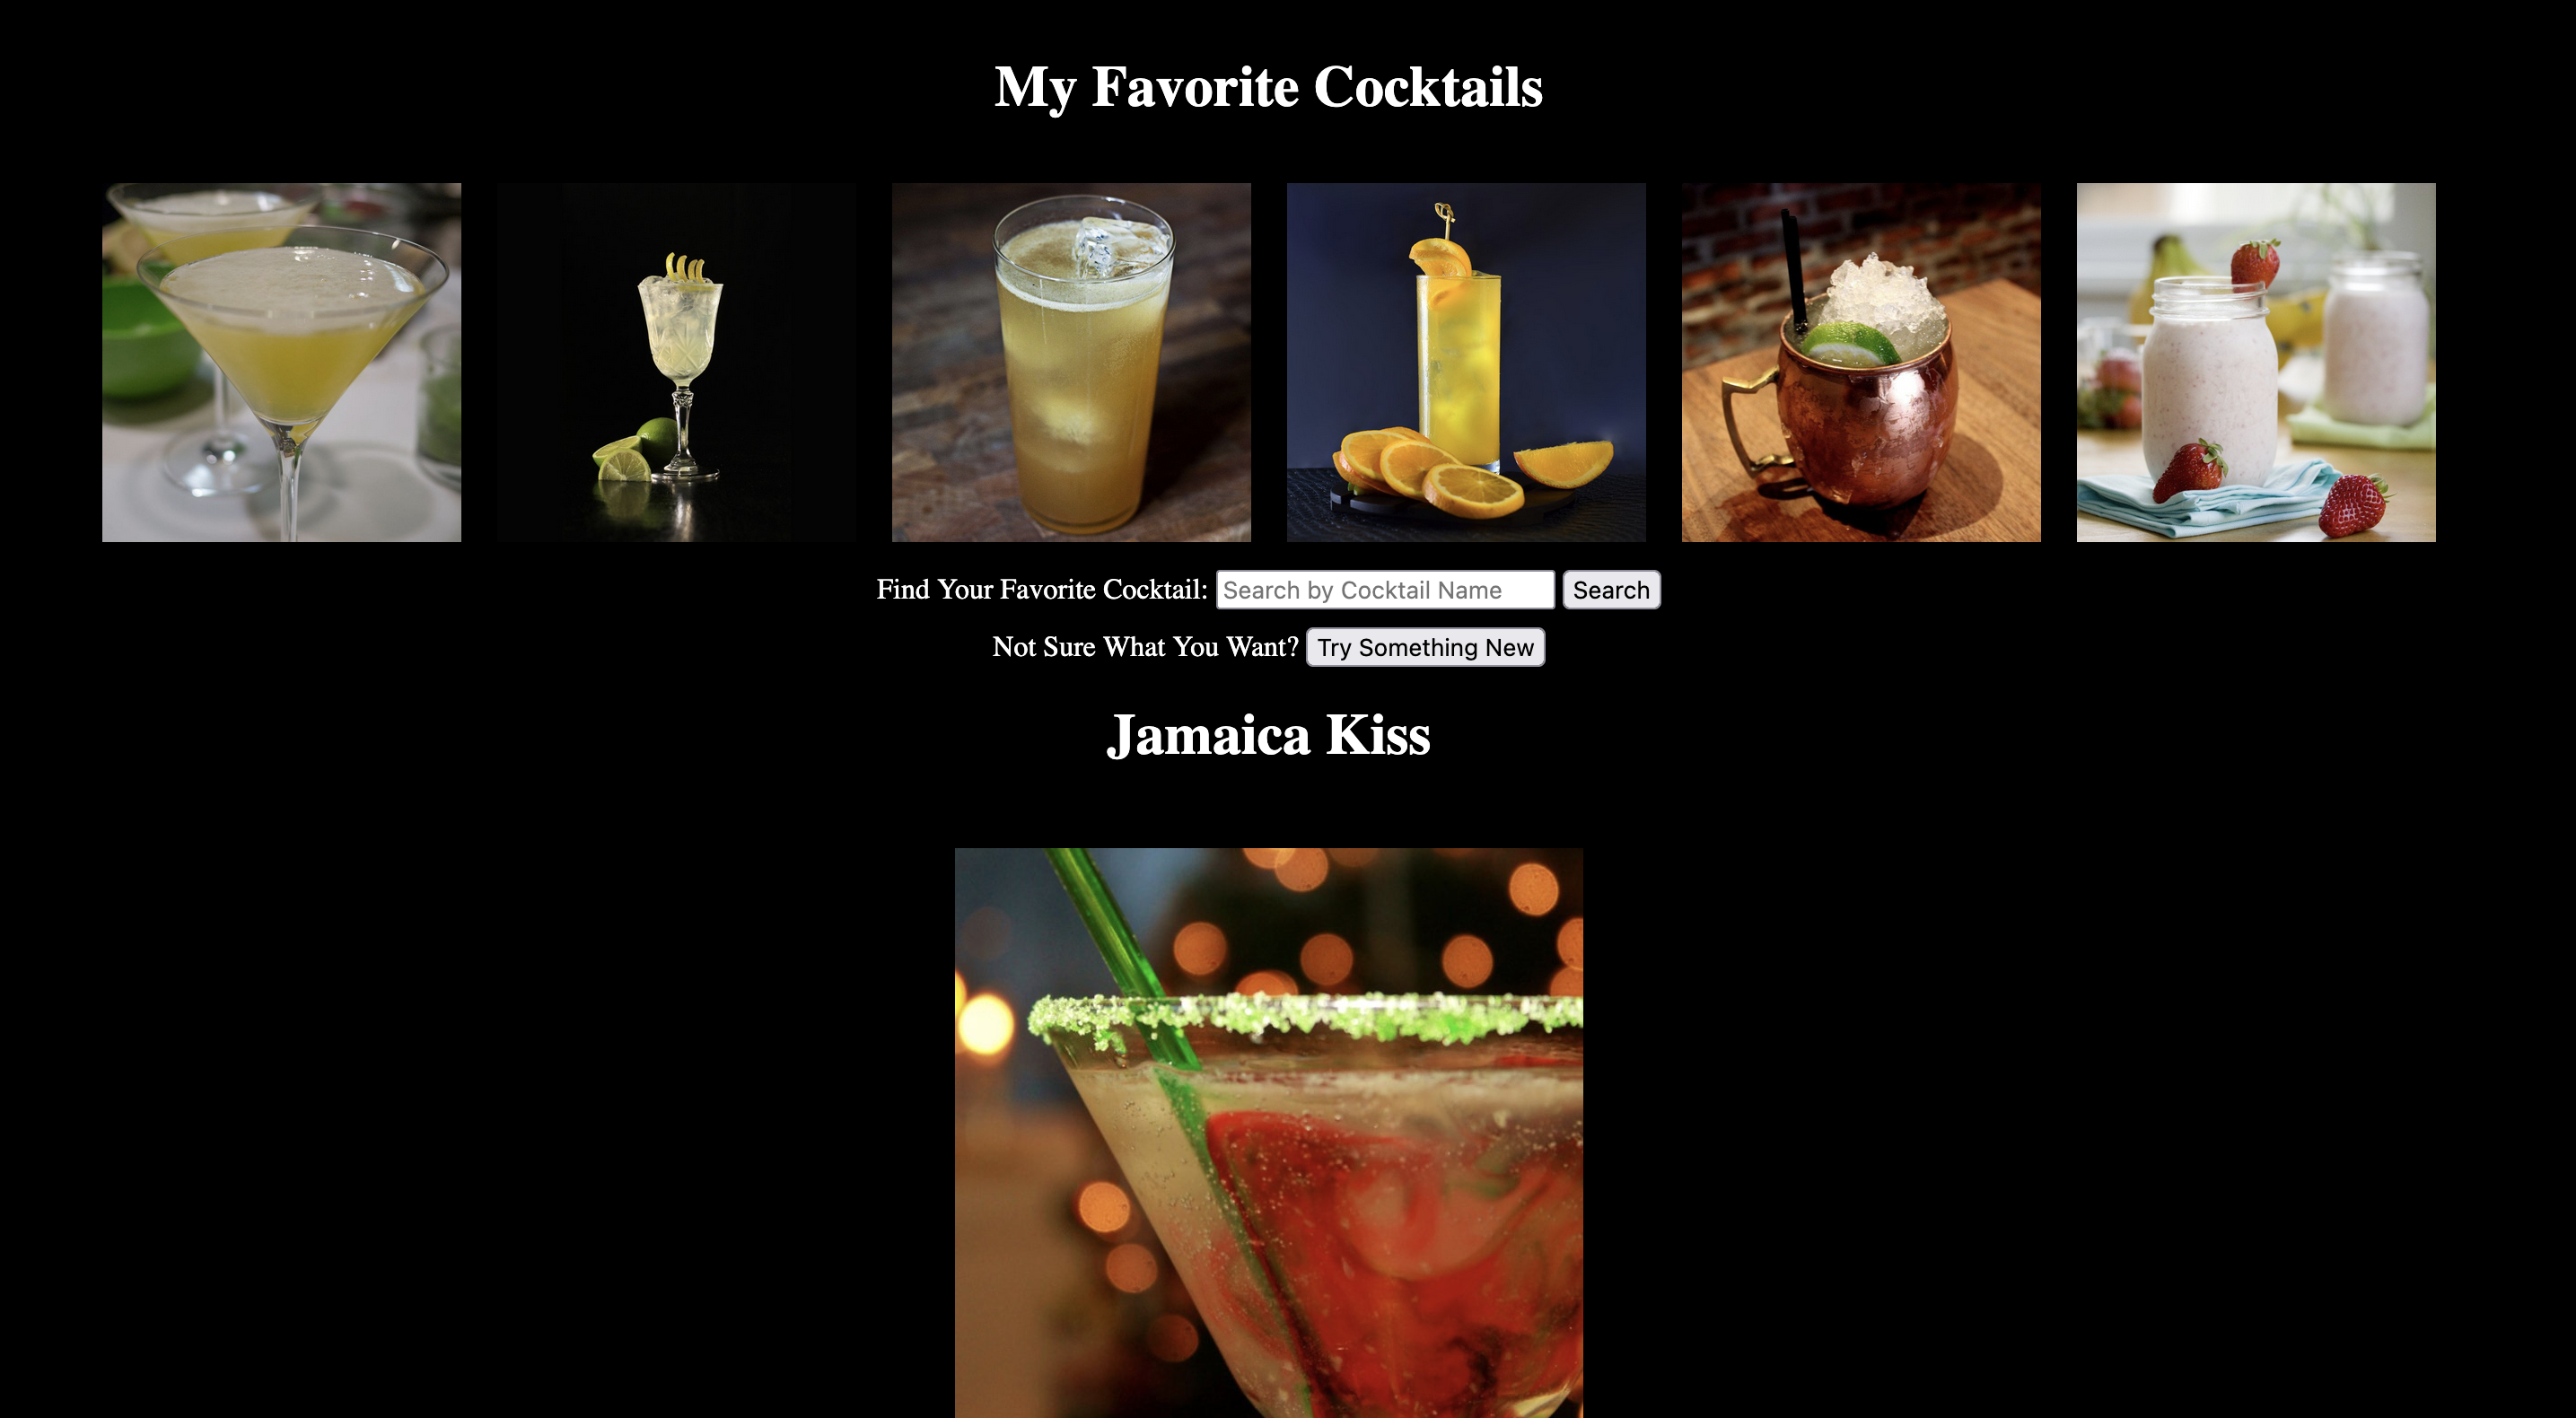 My Favorite Cocktails
Find Your Favorite Cocktail: Search by Cocktail Name Search
Not Sure What You Want? Try Something New
Jamaica Kiss